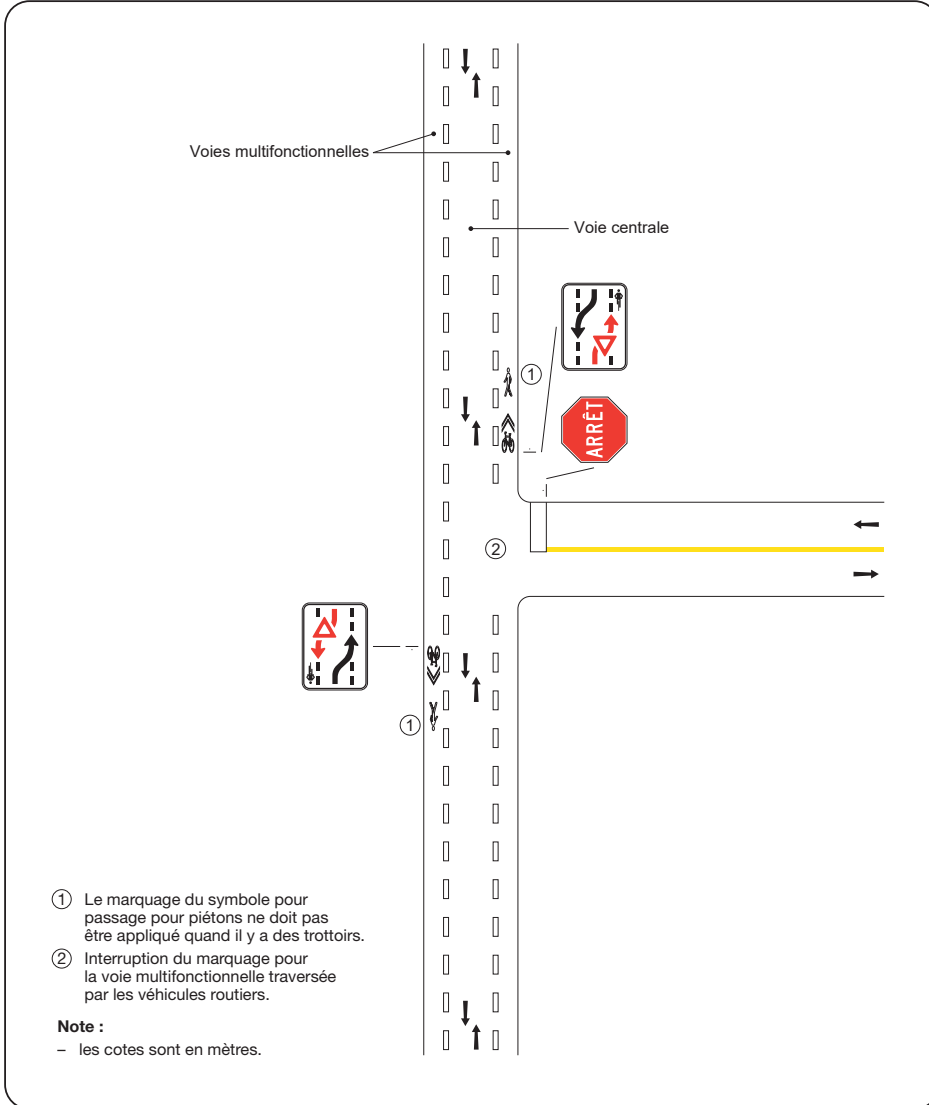 Voies multifonctionnelles
Voie centrale
1
ARRÊT
2
1
1 Le marquage du symbole pour
passage pour piétons ne doit pas
être appliqué quand il y a des trottoirs.
2 Interruption du marquage pour
la voie multifonctionnelle traversée
par les véhicules routiers.
Note :
– les cotes sont en mètres.